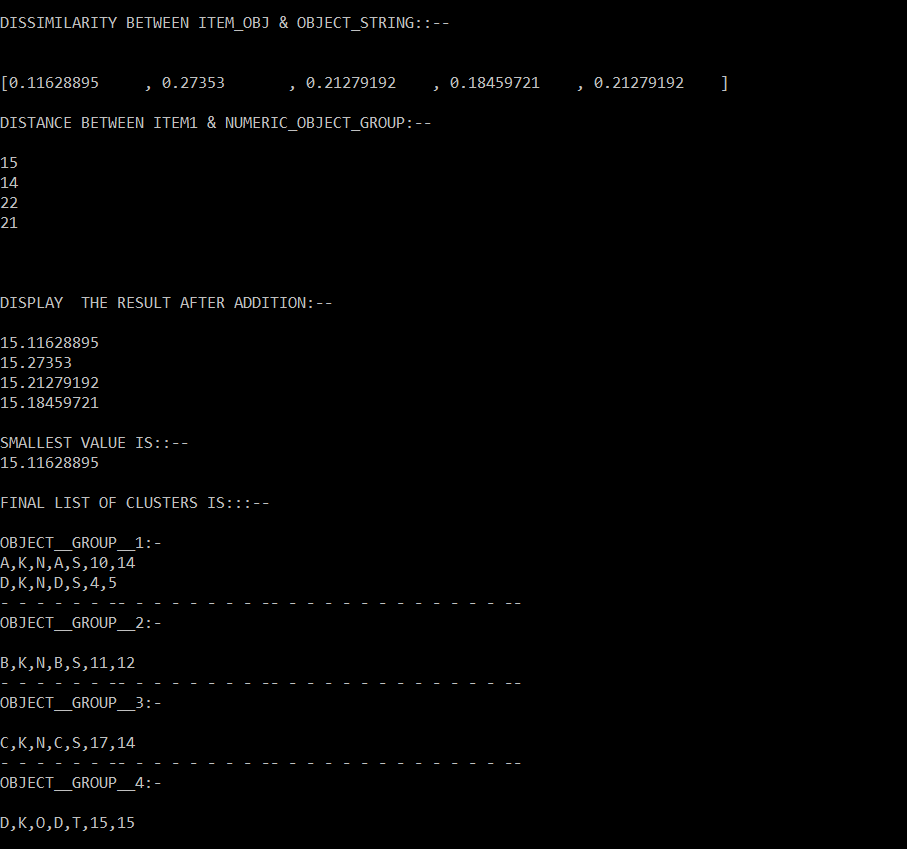 DISSIMILARITY BETWEEN ITEM_OBJ & OBJECT_STRING::--
[0.11628895     , 0.27353       , 0.21279192    , 0.18459721    , 0.21279192    ]
DISTANCE BETWEEN ITEM1 & NUMERIC_OBJECT_GROUP:--
15
14
22
21
DISPLAY  THE RESULT AFTER ADDITION:--
15.11628895
15.27353
15.21279192
15.18459721
SMALLEST VALUE IS::--
15.11628895
FINAL LIST OF CLUSTERS IS:::--
OBJECT__GROUP__1:-
A,K,N,A,S,10,14
D,K,N,D,S,4,5
- - - - - - -- - - - - - - - -- - - - - - - - - - - - - --
OBJECT__GROUP__2:-
B,K,N,B,S,11,12
- - - - - - -- - - - - - - - -- - - - - - - - - - - - - --
OBJECT__GROUP__3:-
C,K,N,C,S,17,14
- - - - - - -- - - - - - - - -- - - - - - - - - - - - - --
OBJECT__GROUP__4:-
D,K,O,D,T,15,15